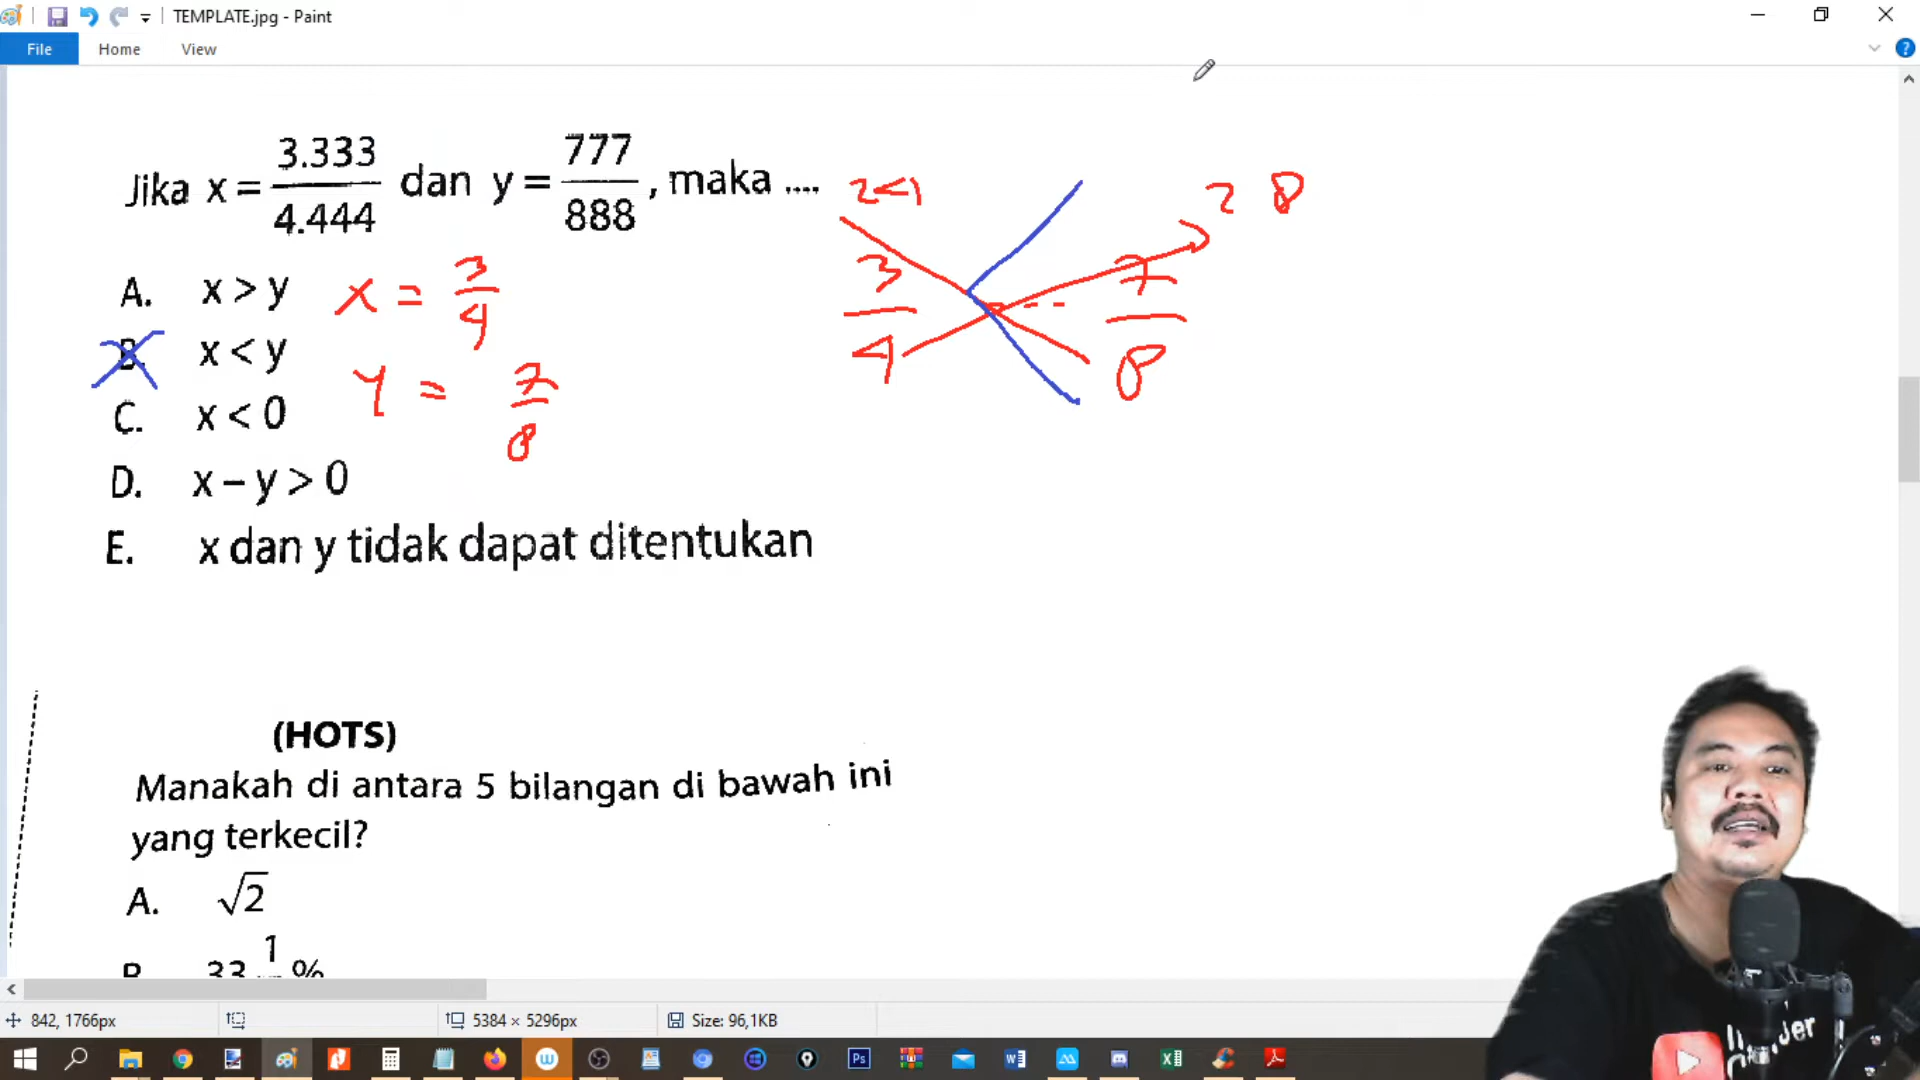 TEMPLATE.jpg - Paint
File Home View
Jika x = 3.333/4.444 dan y = 777/888, maka ....
A. x > y
B. x < y
C. x < 0
D. x – y > 0
E. x dan y tidak dapat ditentukan
x = 3/4
y = 7/8
3/4
7/8
(HOTS)
Manakah di antara 5 bilangan di bawah ini
yang terkecil?
A. √2
B. 33 1 %
842, 1766px
5384 × 5296px
Size: 96,1KB